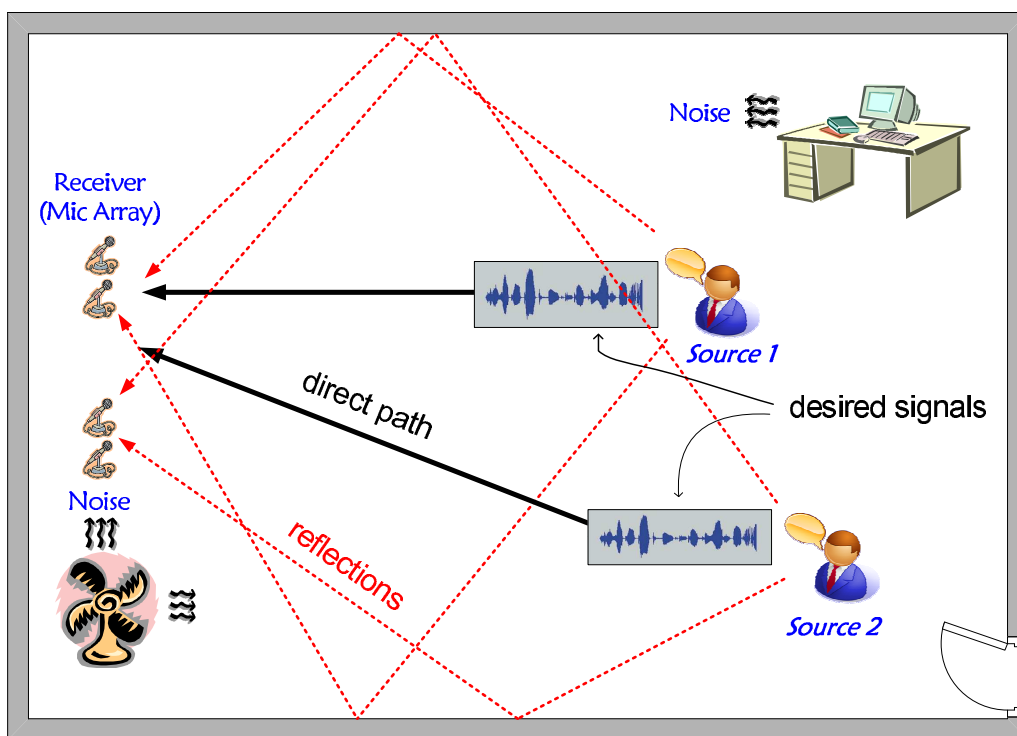 Noise
Receiver
(Mic Array)
Source 1
direct path
desired signals
Noise
reflections
Source 2